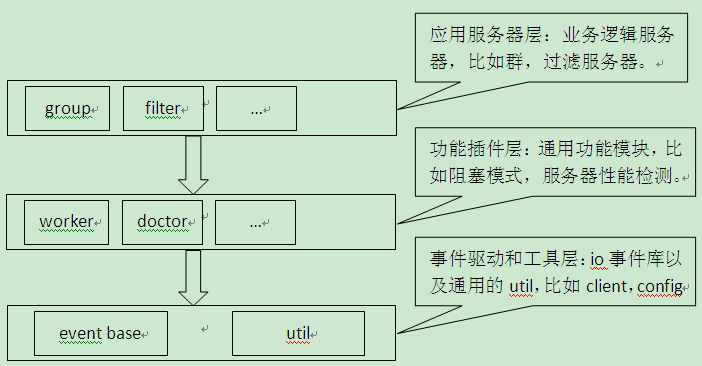 应用服务器层：业务逻辑服务
器，比如群，过滤服务器。
group filter ...
功能插件层：通用功能模块，比
如阻塞模式，服务器性能检测。
worker doctor ...
事件驱动和工具层：io 事件库以
及通用的 util，比如 client，config
event base util